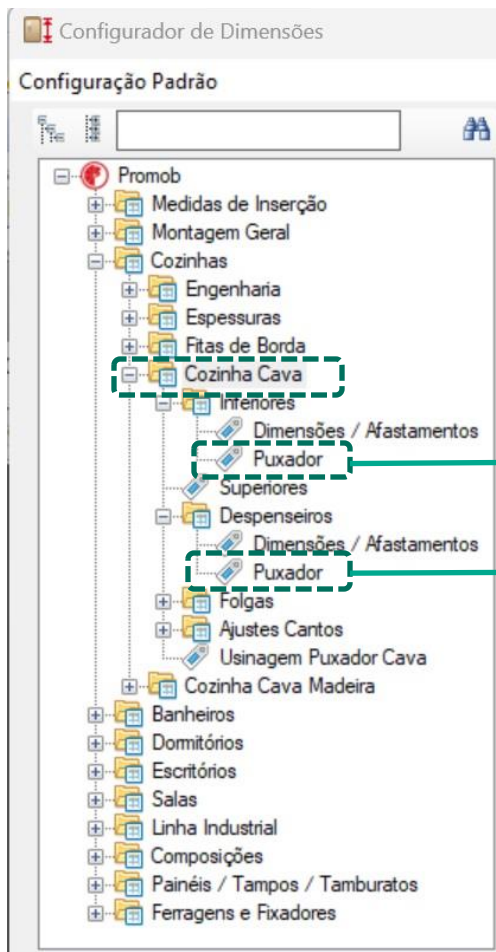 Configurador de Dimensões
Configuração Padrão
Promob
Medidas de Inserção
Montagem Geral
Cozinhas
Engenharia
Espessuras
Fitas de Borda
Cozinha Cava
Inferiores
Dimensões / Afastamentos
Puxador
Superiores
Despenseiros
Dimensões / Afastamentos
Puxador
Folgas
Ajustes Cantos
Usinagem Puxador Cava
Cozinha Cava Madeira
Banheiros
Dormitórios
Escritórios
Salas
Linha Industrial
Composições
Painéis / Tampos / Tamburatos
Ferragens e Fixadores